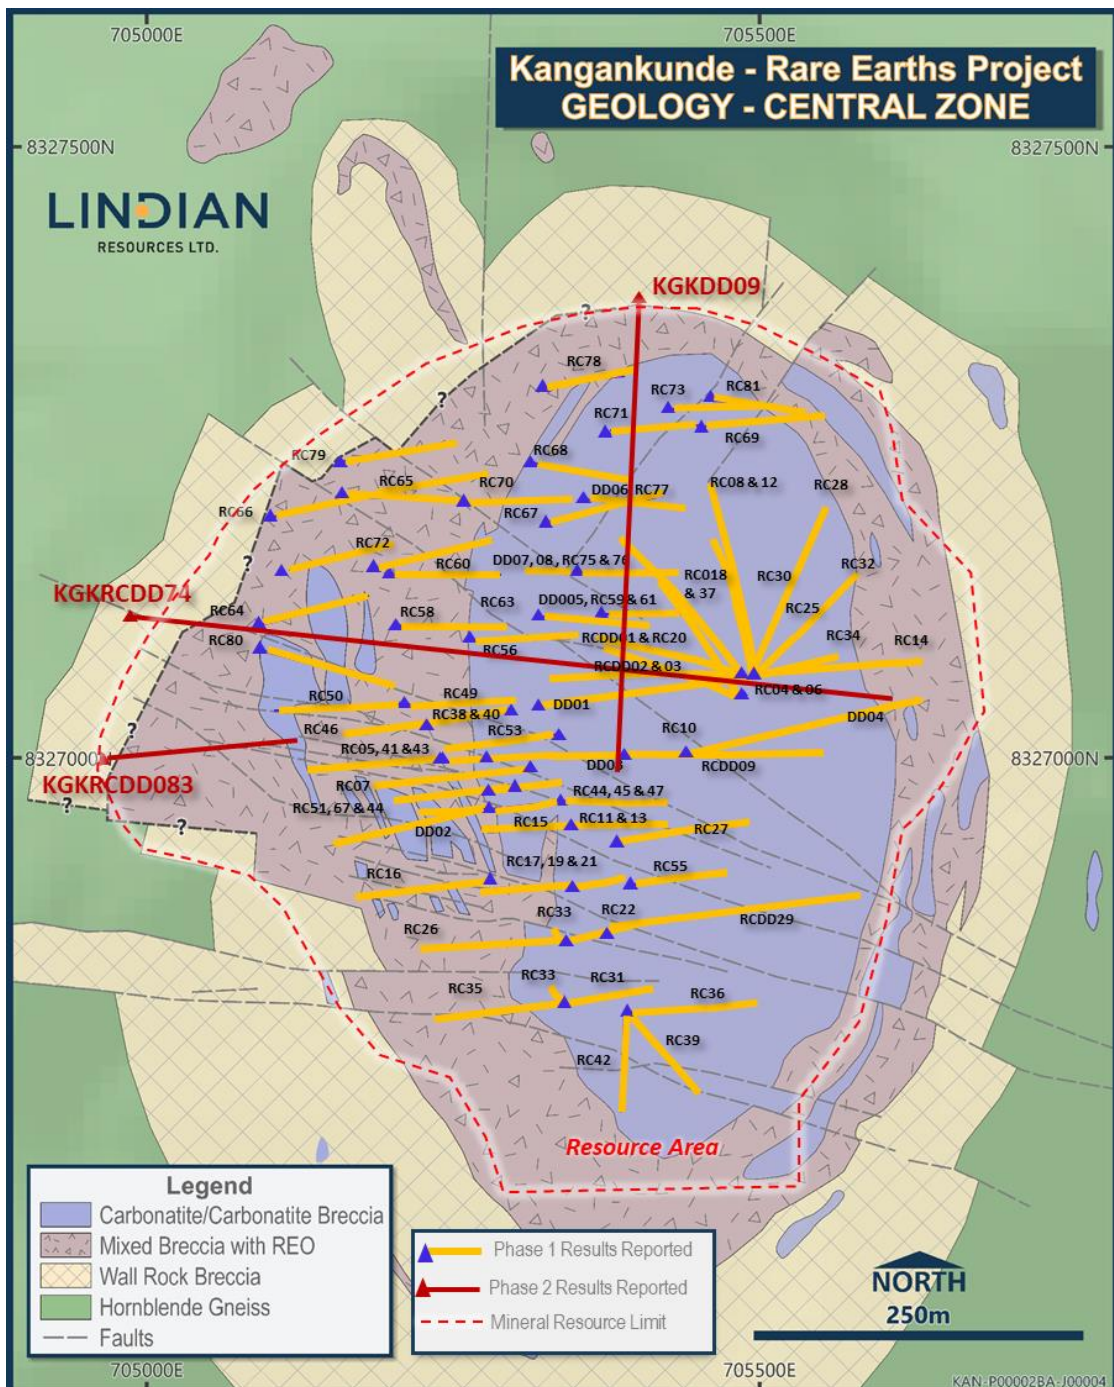 705000E
705500E
Kangankunde - Rare Earths Project
GEOLOGY - CENTRAL ZONE
8327500N
8327500N
LINDIAN
RESOURCES LTD.
KGKDD09
?
RC78
RC73
RC81
?
RC71
RC69
RC79
RC68
RC65
RC70
DD06
RC77
RC08 & 12
RC28
RC66
RC67
?
RC72
RC60
DD07, 08, RC75 & 76
RC018
& 37
RC30
RC32
KGKRCDD74
RC64
RC58
RC63
DD005, RC59 & 61
RC25
RC80
RC56
RCDD01 & RC20
RC34
RC14
RCDD02 & 03
RC50
RC49
DD01
RC04 & 06
?
RC46
RC38 & 40
RC53
RC10
DD04
8327000N
RC05, 41 &43
DD03
RCDD09
8327000N
KGKRCDD083
?
?
RC07
RC51, 67 & 44
RC44, 45 & 47
DD02
RC15
RC11 & 13
RC27
RC16
RC17, 19 & 21
RC55
RC26
RC33
RC22
RCDD29
RC35
RC33
RC31
RC36
RC42
RC39
Resource Area
Legend
Carbonatite/Carbonatite Breccia
Mixed Breccia with REO
Wall Rock Breccia
Hornblende Gneiss
Faults
Phase 1 Results Reported
Phase 2 Results Reported
Mineral Resource Limit
NORTH
250m
705000E
705500E
KAN-P00002BA-J00004